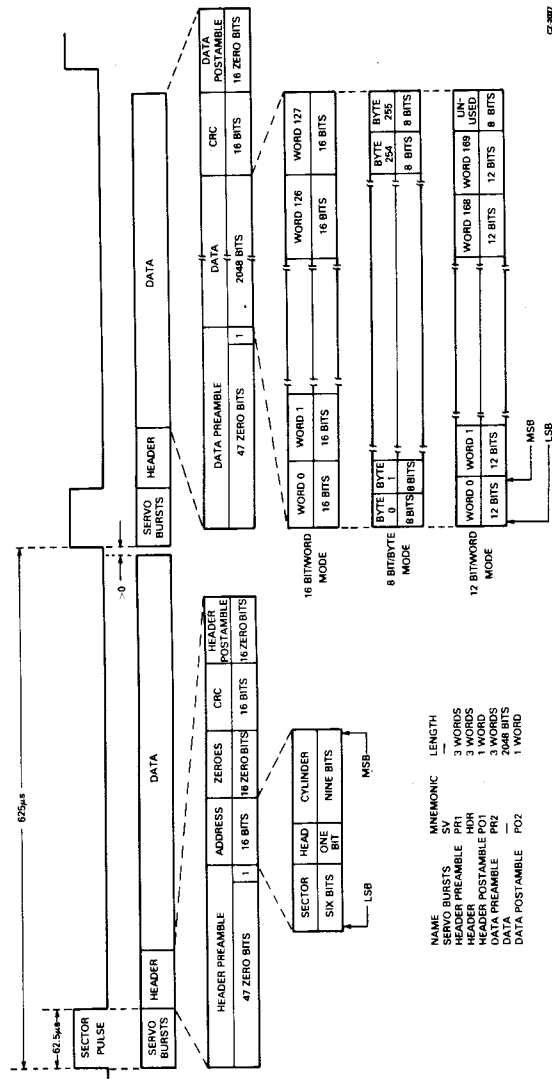 625μs
62.5μs
SECTOR PULSE
>0
SERVO BURSTS
HEADER
DATA
SERVO BURSTS
HEADER
DATA
HEADER PREAMBLE
ADDRESS
ZEROES
CRC
HEADER POSTAMBLE
47 ZERO BITS
1
16 BITS
16 ZERO BITS
16 BITS
16 ZERO BITS
SECTOR
HEAD
CYLINDER
SIX BITS
ONE BIT
NINE BITS
LSB
MSB
DATA PREAMBLE
DATA
CRC
DATA POSTAMBLE
47 ZERO BITS
1
2048 BITS
16 BITS
16 ZERO BITS
16 BIT/WORD MODE
WORD 0
WORD 1
WORD 126
WORD 127
16 BITS
16 BITS
16 BITS
16 BITS
8 BIT/BYTE MODE
BYTE 0
BYTE 1
BYTE 254
BYTE 255
8 BITS
8 BITS
8 BITS
8 BITS
12 BIT/WORD MODE
WORD 0
WORD 1
WORD 168
WORD 169
UN-USED
12 BITS
12 BITS
12 BITS
12 BITS
8 BITS
MSB
LSB
NAME MNEMONIC LENGTH
SERVO BURSTS SV —
HEADER PREAMBLE PR1 3 WORDS
HEADER HDR 3 WORDS
HEADER POSTAMBLE PO1 1 WORD
DATA PREAMBLE PR2 3 WORDS
DATA — 2048 BITS
DATA POSTAMBLE PO2 1 WORD